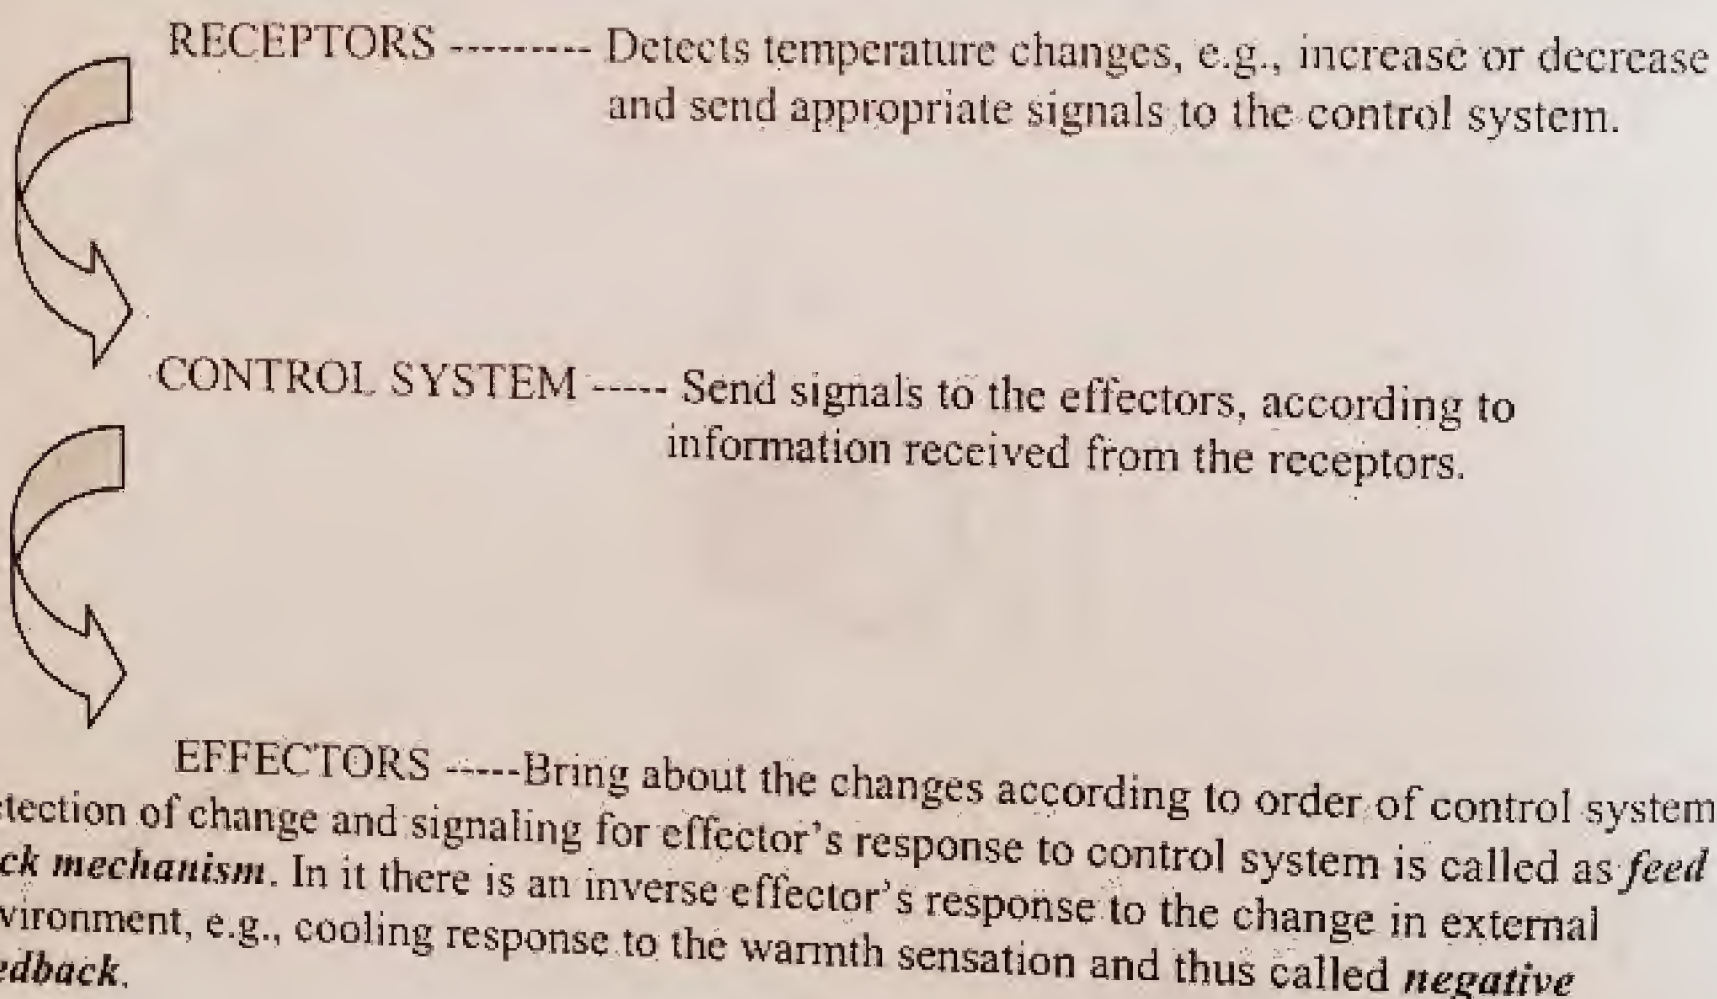 RECEPTORS --------- Detects temperature changes, e.g., increase or decrease
and send appropriate signals to the control system.
CONTROL SYSTEM ----- Send signals to the effectors, according to
information received from the receptors.
EFFECTORS -----Bring about the changes according to order of control system
tection of change and signaling for effector's response to control system is called as feed
ck mechanism. In it there is an inverse effector's response to the change in external
vironment, e.g., cooling response to the warmth sensation and thus called negative
edback.